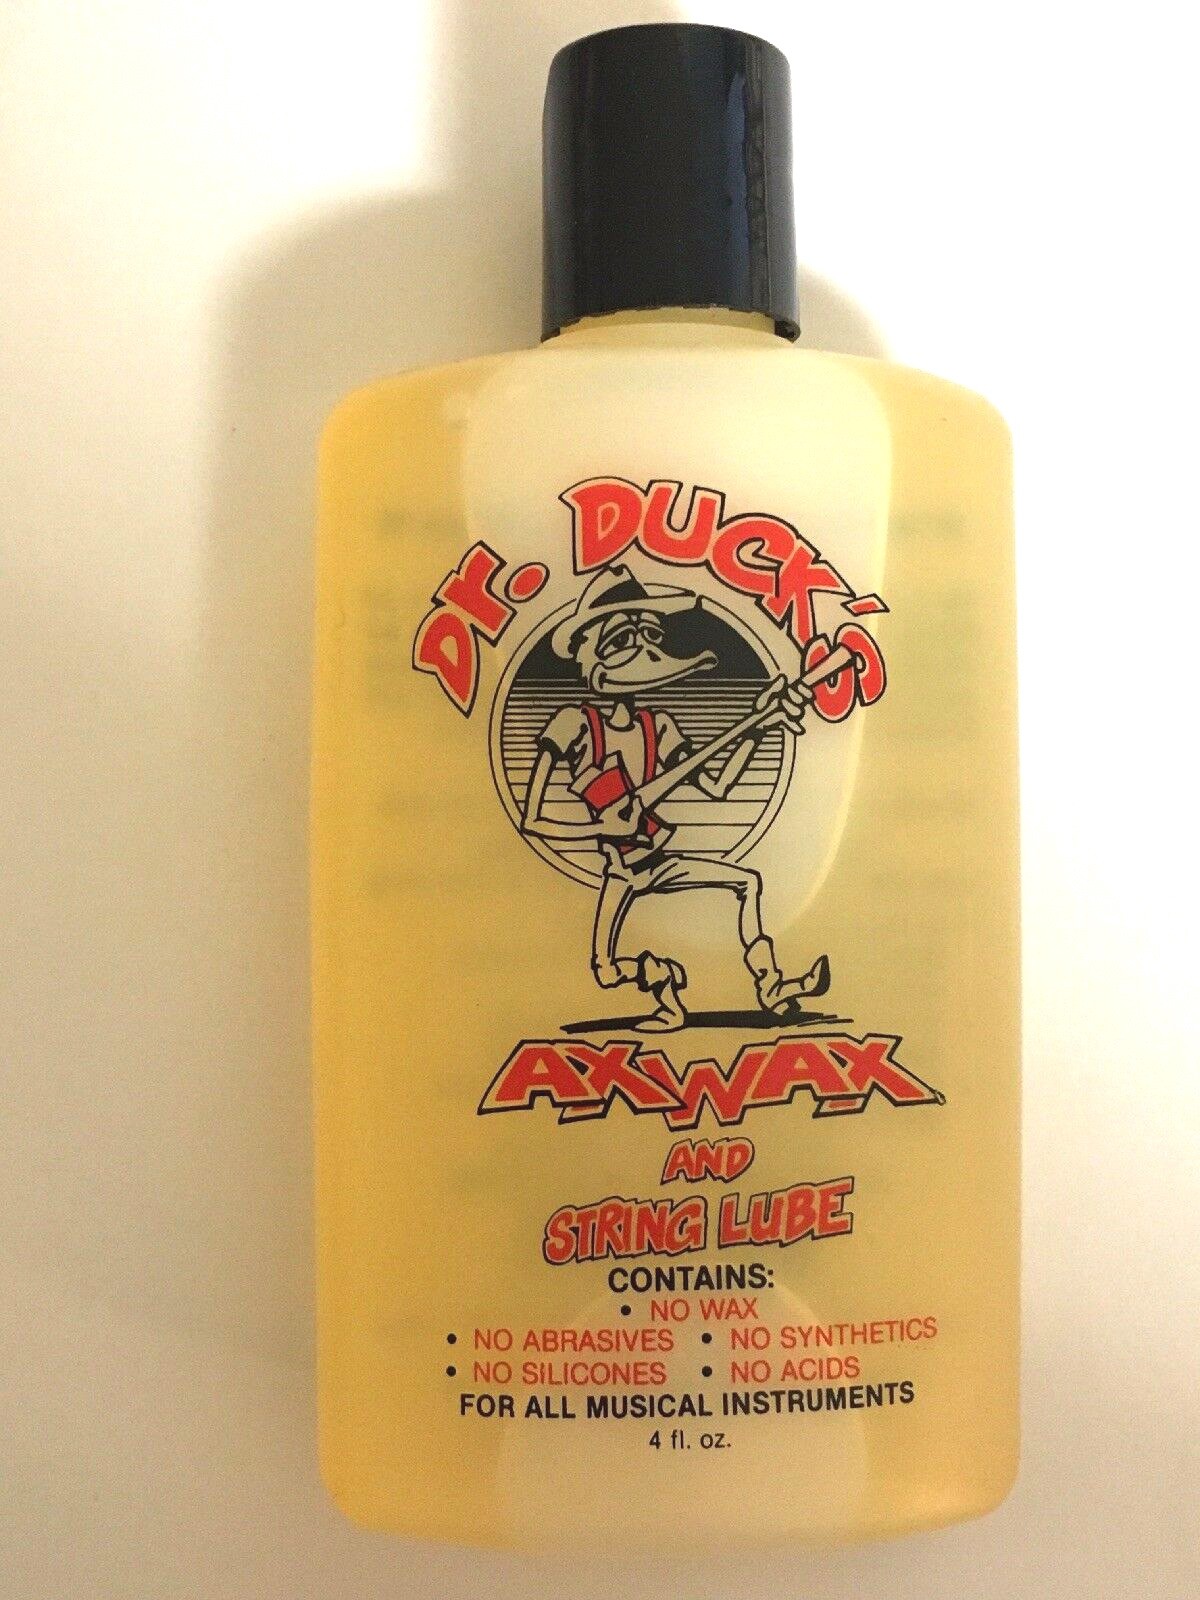 Dr. DUCK'S
AXWAX
AND
STRING LUBE
CONTAINS:
• NO WAX
• NO ABRASIVES • NO SYNTHETICS
• NO SILICONES • NO ACIDS
FOR ALL MUSICAL INSTRUMENTS
4 fl. oz.